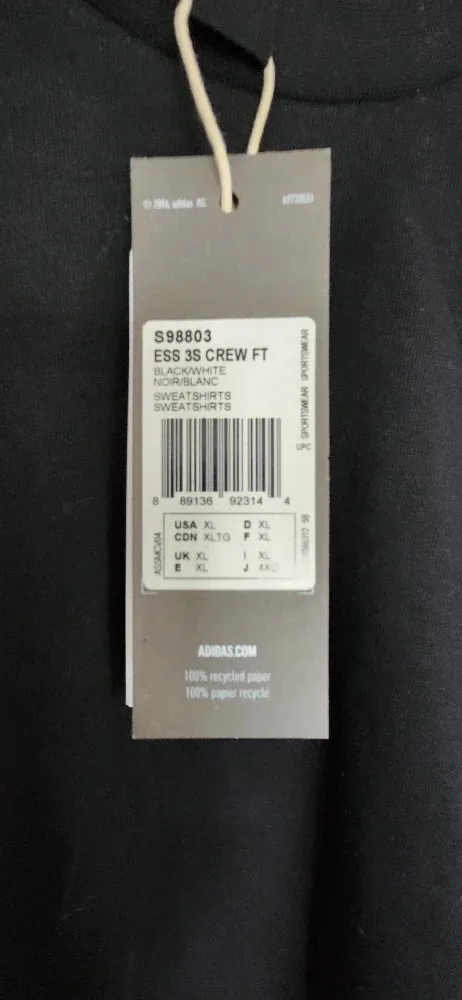 © 2014 adidas AG
S98803
ESS 3S CREW FT
BLACK/WHITE
NOIR/BLANC
SWEATSHIRTS
SWEATSHIRTS
UPC SPORTSWEAR SPORTSWEAR
8 89136 92314 4
USA XL D XL
CDN XLTG F XL
UK XL I XL
E XL J 4XO
ADIDAS.COM
100% recycled paper
100% papier recyclé